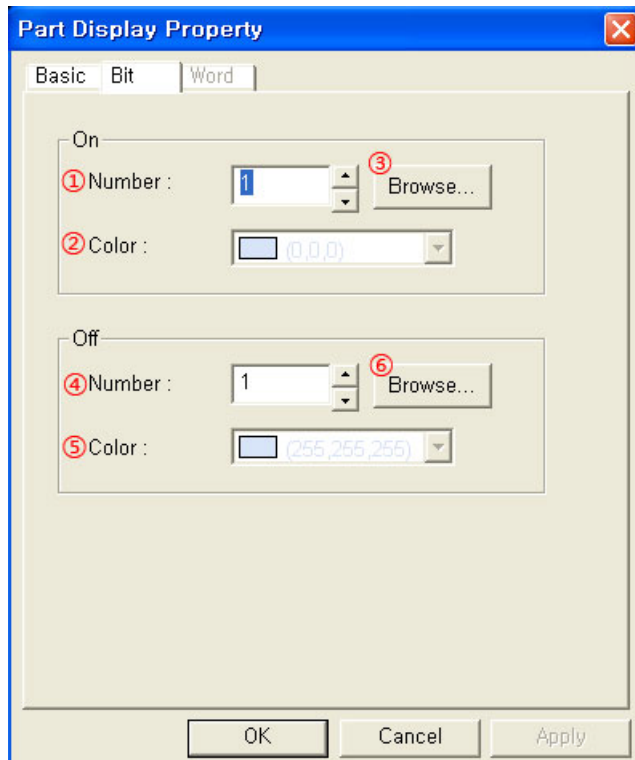 Part Display Property
Basic Bit Word
On
①Number : 1 ③ Browse...
②Color : (0,0,0)
Off
④Number : 1 ⑥ Browse...
⑤Color : (255,255,255)
OK Cancel Apply